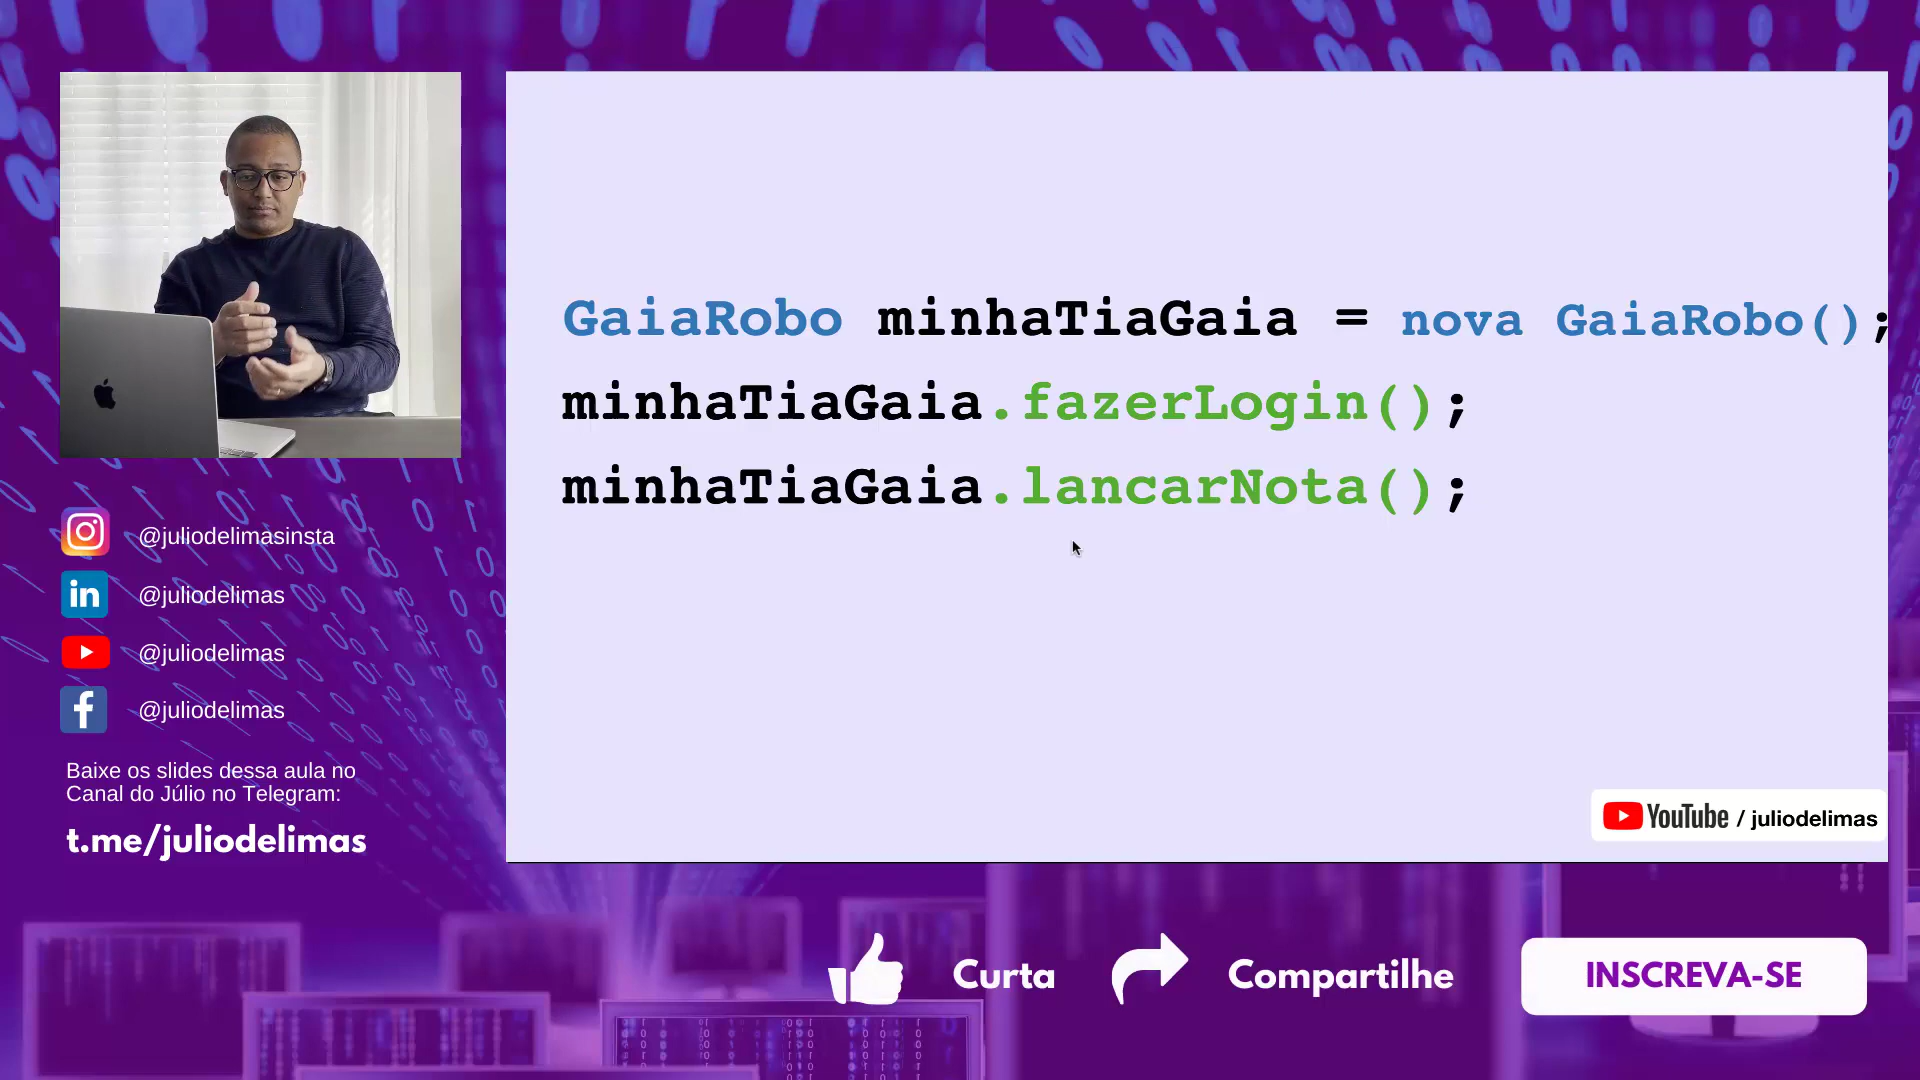 GaiaRobo minhaTiaGaia = nova GaiaRobo();
minhaTiaGaia.fazerLogin();
minhaTiaGaia.lancarNota();
@juliodelimasinsta
in
@juliodelimas
@juliodelimas
f
@juliodelimas
Baixe os slides dessa aula no
Canal do Júlio no Telegram:
t.me/juliodelimas
YouTube / juliodelimas
Curta
Compartilhe
INSCREVA-SE